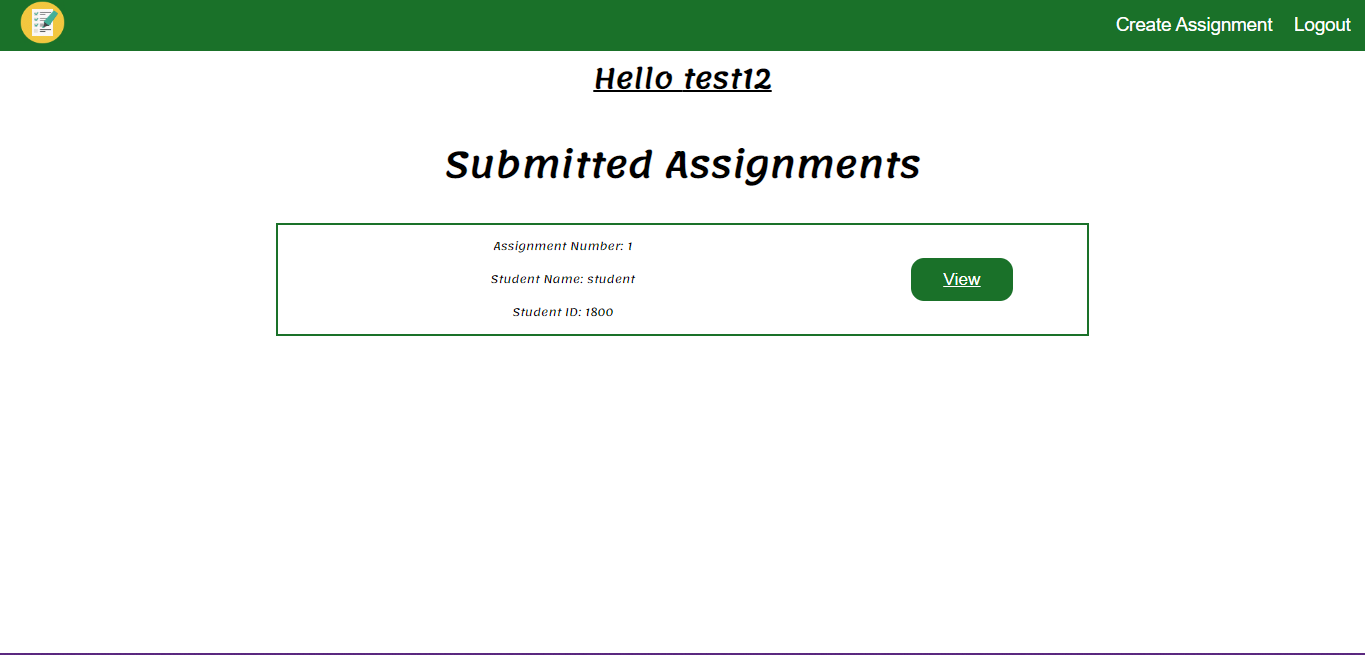 Create Assignment Logout
Hello test12
Submitted Assignments
Assignment Number: 1
Student Name: student
View
Student ID: 1800